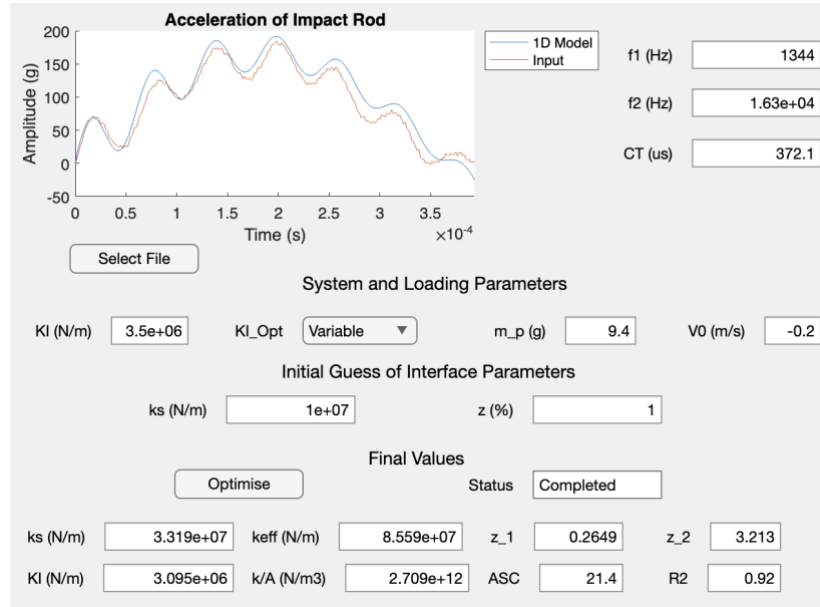 Acceleration of Impact Rod
200
150
100
50
0
-50
Amplitude (g)
0 0.5 1 1.5 2 2.5 3 3.5
×10-4
Time (s)
1D Model
Input
f1 (Hz) 1344
f2 (Hz) 1.63e+04
CT (us) 372.1
Select File
System and Loading Parameters
KI (N/m) 3.5e+06 KI_Opt Variable m_p (g) 9.4 V0 (m/s) -0.2
Initial Guess of Interface Parameters
ks (N/m) 1e+07 z (%) 1
Final Values
Optimise Status Completed
ks (N/m) 3.319e+07 keff (N/m) 8.559e+07 z_1 0.2649 z_2 3.213
KI (N/m) 3.095e+06 k/A (N/m3) 2.709e+12 ASC 21.4 R2 0.92